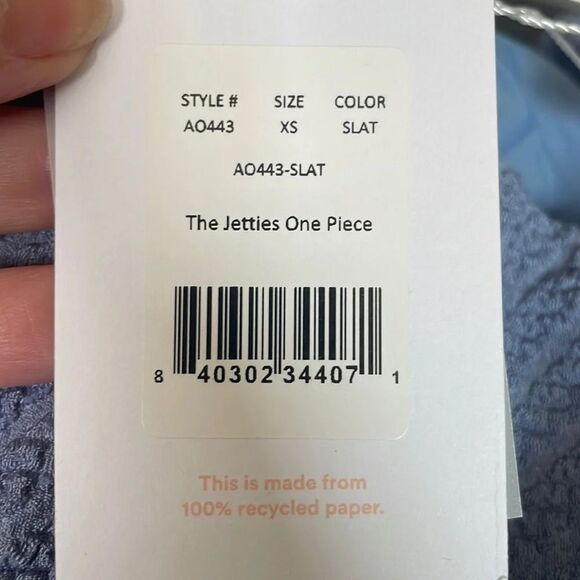 STYLE # SIZE COLOR
AO443 XS SLAT
AO443-SLAT
The Jetties One Piece
8 40302 34407 1
This is made from
100% recycled paper.